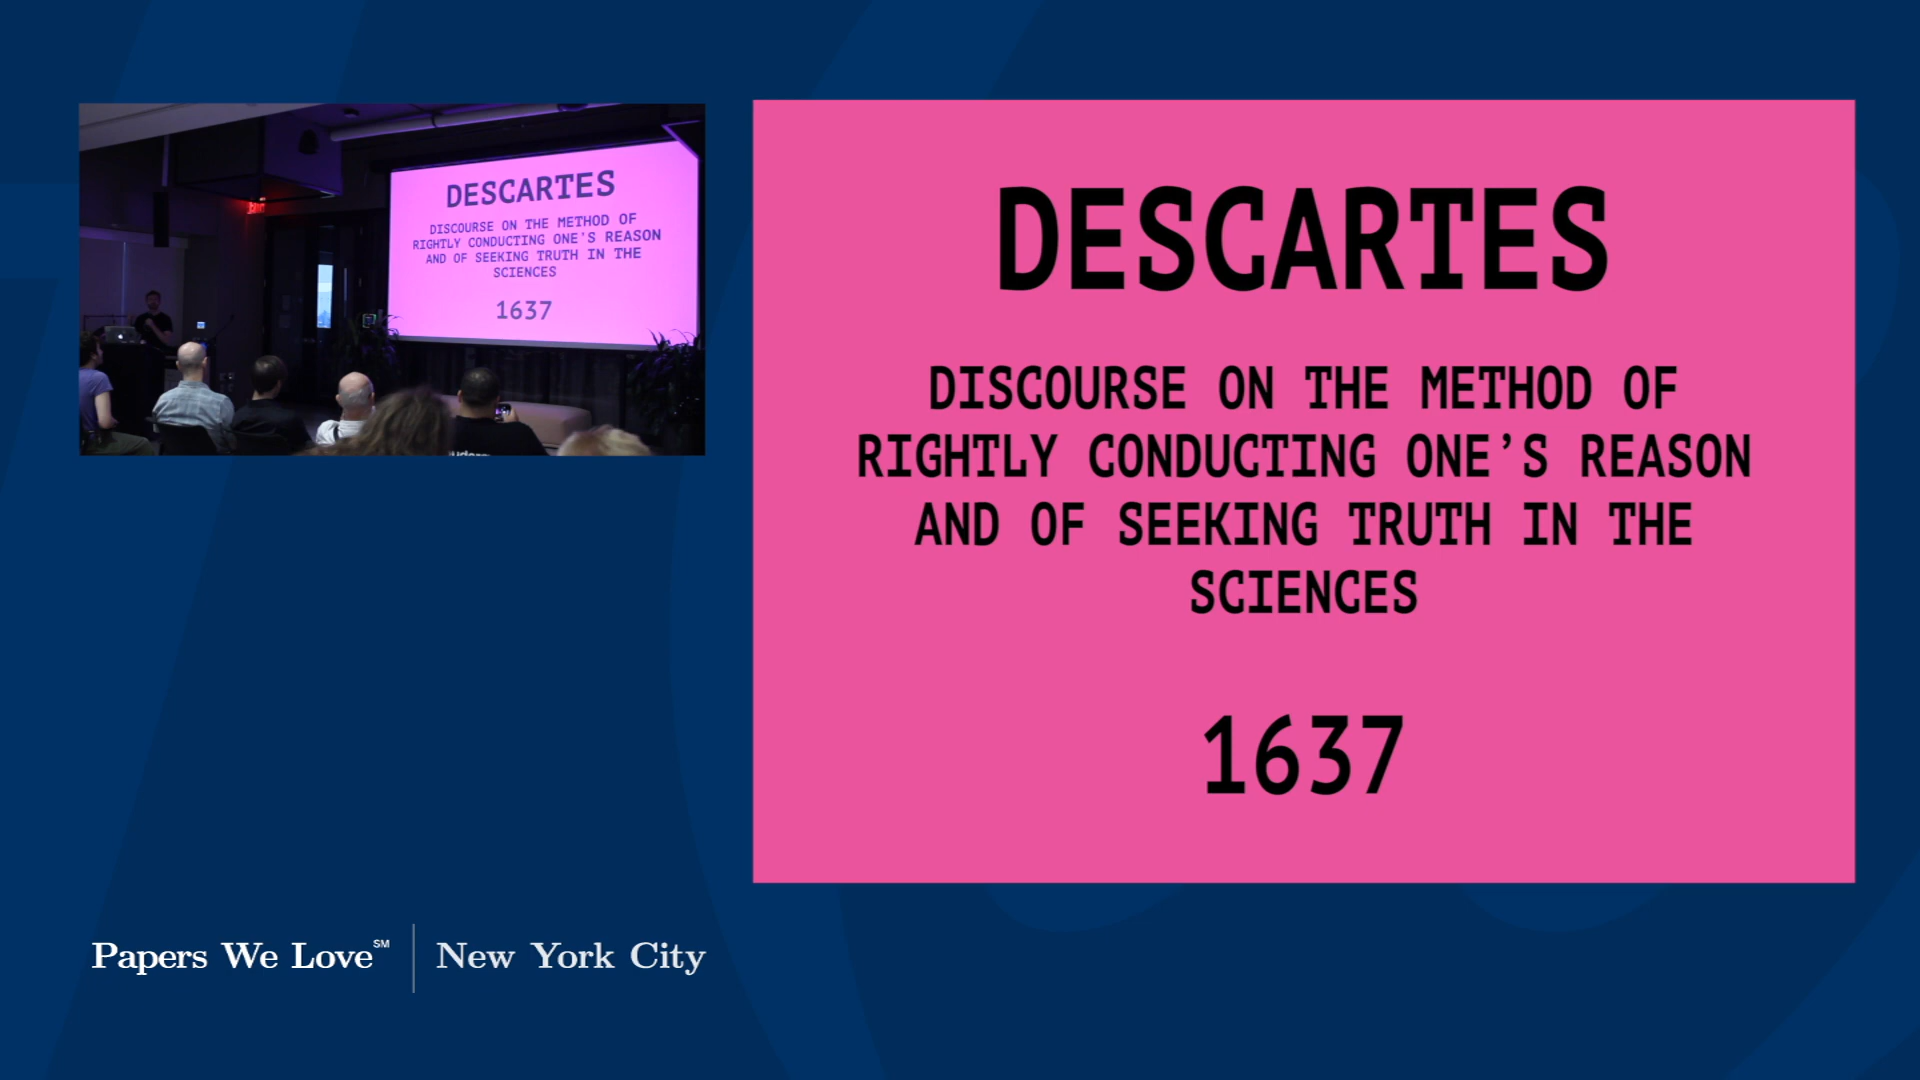 DESCARTES
DISCOURSE ON THE METHOD OF
RIGHTLY CONDUCTING ONE'S REASON
AND OF SEEKING TRUTH IN THE
SCIENCES
1637
DESCARTES
DISCOURSE ON THE METHOD OF
RIGHTLY CONDUCTING ONE’S REASON
AND OF SEEKING TRUTH IN THE
SCIENCES
1637
Papers We Love℠ | New York City